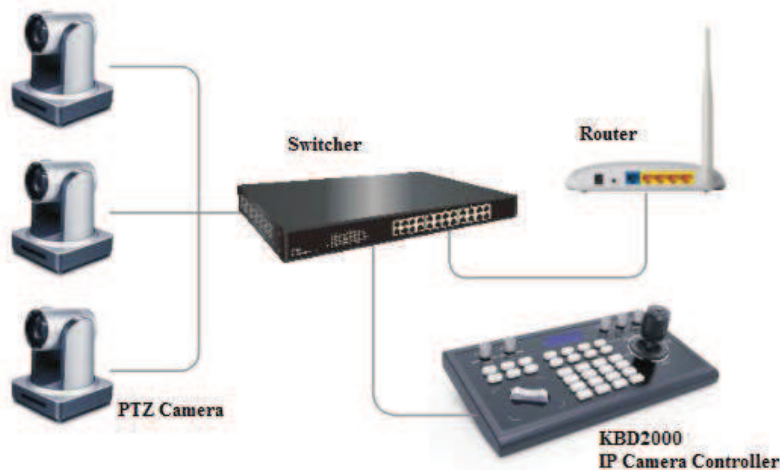 Switcher
Router
PTZ Camera
KBD2000
IP Camera Controller